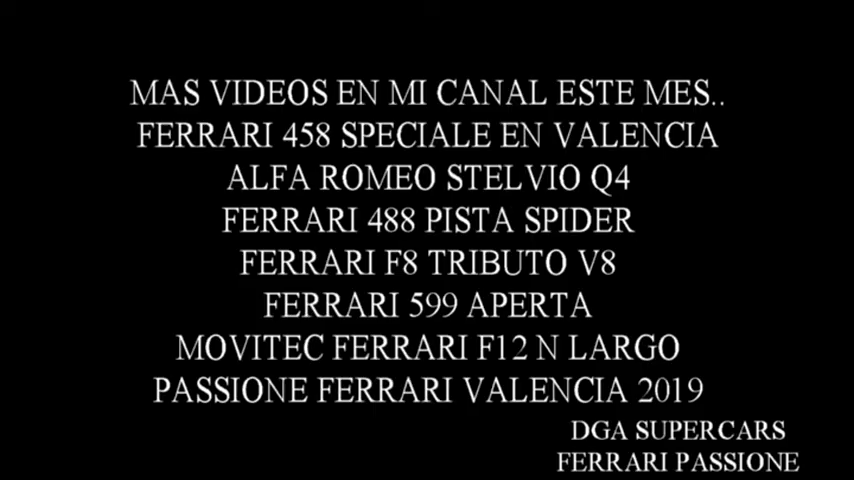 MAS VIDEOS EN MI CANAL ESTE MES..
FERRARI 458 SPECIALE EN VALENCIA
ALFA ROMEO STELVIO Q4
FERRARI 488 PISTA SPIDER
FERRARI F8 TRIBUTO V8
FERRARI 599 APERTA
MOVITEC FERRARI F12 N LARGO
PASSIONE FERRARI VALENCIA 2019
DGA SUPERCARS
FERRARI PASSIONE